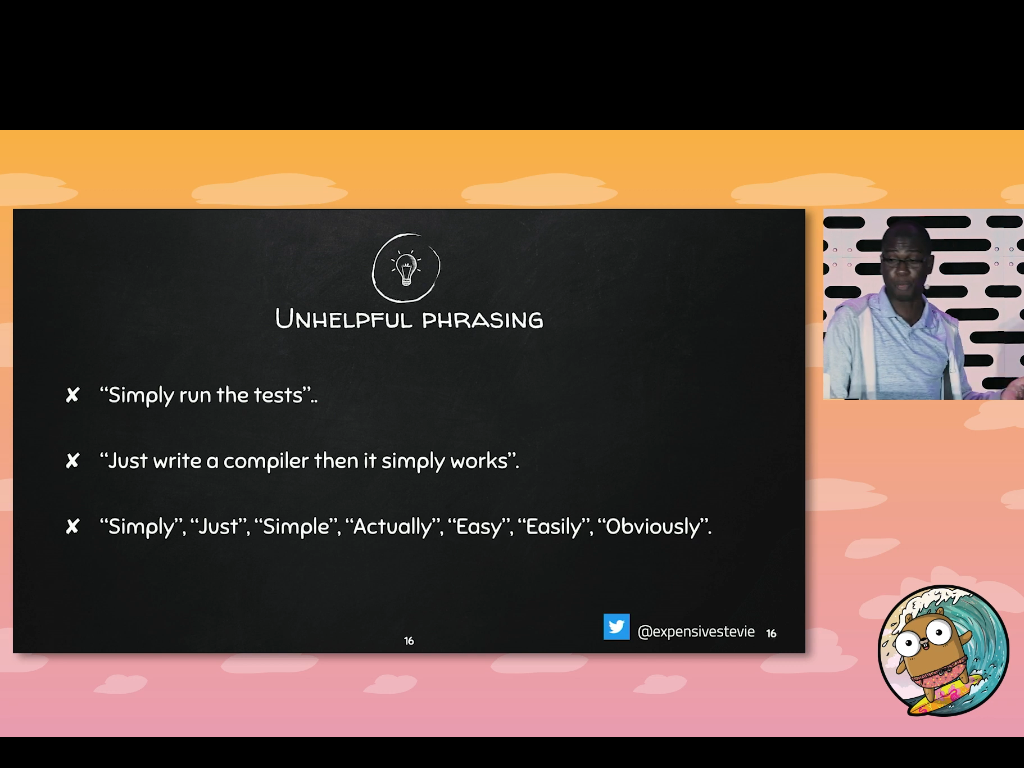 UNHELPFUL PHRASING
✘ “Simply run the tests”..
✘ “Just write a compiler then it simply works”.
✘ “Simply”, “Just”, “Simple”, “Actually”, “Easy”, “Easily”, “Obviously”.
16
@expensivestevie 16